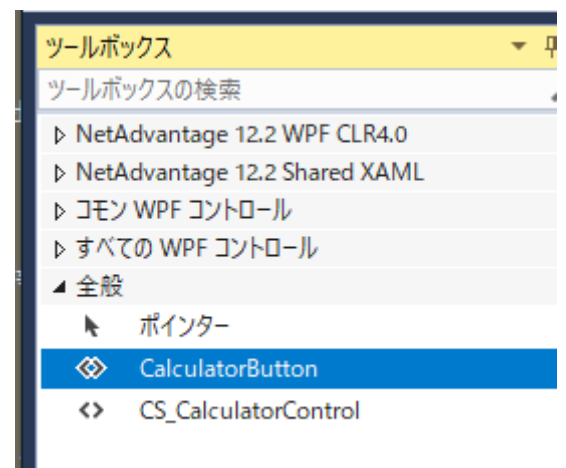 ツールボックス
ツールボックスの検索
NetAdvantage 12.2 WPF CLR4.0
NetAdvantage 12.2 Shared XAML
コモン WPF コントロール
すべての WPF コントロール
全般
ポインター
CalculatorButton
CS_CalculatorControl